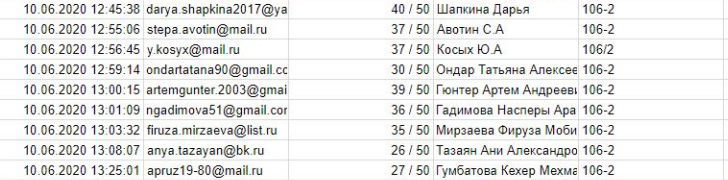 10.06.2020 12:45:38 darya.shapkina2017@ya 40 / 50 Шапкина Дарья 106-2
10.06.2020 12:55:06 stepa.avotin@mail.ru 37 / 50 Авотин С.А 106-2
10.06.2020 12:56:45 y.kosyx@mail.ru 37 / 50 Косых Ю.А 106/2
10.06.2020 12:59:14 ondartatana90@gmail.cc 30 / 50 Ондар Татьяна Алексее 106-2
10.06.2020 13:00:15 artemgunter.2003@gmai 39 / 50 Гюнтер Артем Андрееви 106-2
10.06.2020 13:01:09 ngadimova51@gmail.cor 36 / 50 Гадимова Насперы Ара 106-2
10.06.2020 13:03:32 firuza.mirzaeva@list.ru 35 / 50 Мирзаева Фируза Моби 106-2
10.06.2020 13:08:07 anya.tazayan@bk.ru 26 / 50 Тазаян Ани Александро 106-2
10.06.2020 13:25:01 apruz19-80@mail.ru 27 / 50 Гумбатова Кехер Мехма 106-2